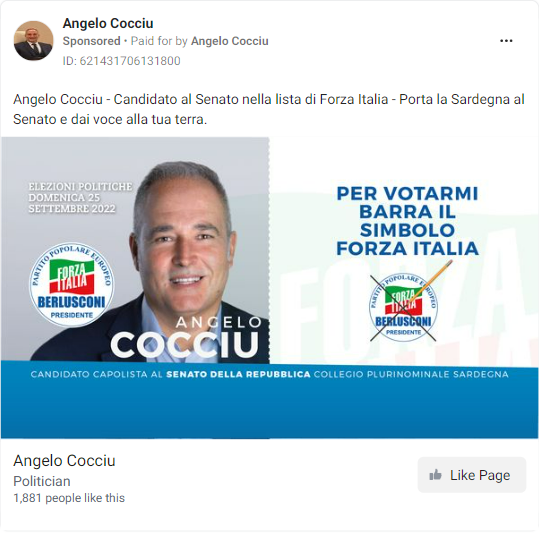 Angelo Cocciu
Sponsored • Paid for by Angelo Cocciu
ID: 621431706131800
Angelo Cocciu - Candidato al Senato nella lista di Forza Italia - Porta la Sardegna al
Senato e dai voce alla tua terra.
ELEZIONI POLITICHE
DOMENICA 25
SETTEMBRE 2022
PARTITO POPOLARE EUROPEO
FORZA
ITALIA
BERLUSCONI
PRESIDENTE
ANGELO
COCCIU
PER VOTARMI
BARRA IL
SIMBOLO
FORZA ITALIA
PARTITO POPOLARE EUROPEO
FORZA
ITALIA
BERLUSCONI
PRESIDENTE
CANDIDATO CAPOLISTA AL SENATO DELLA REPUBBLICA COLLEGIO PLURINOMINALE SARDEGNA
Angelo Cocciu
Politician
1,881 people like this
Like Page